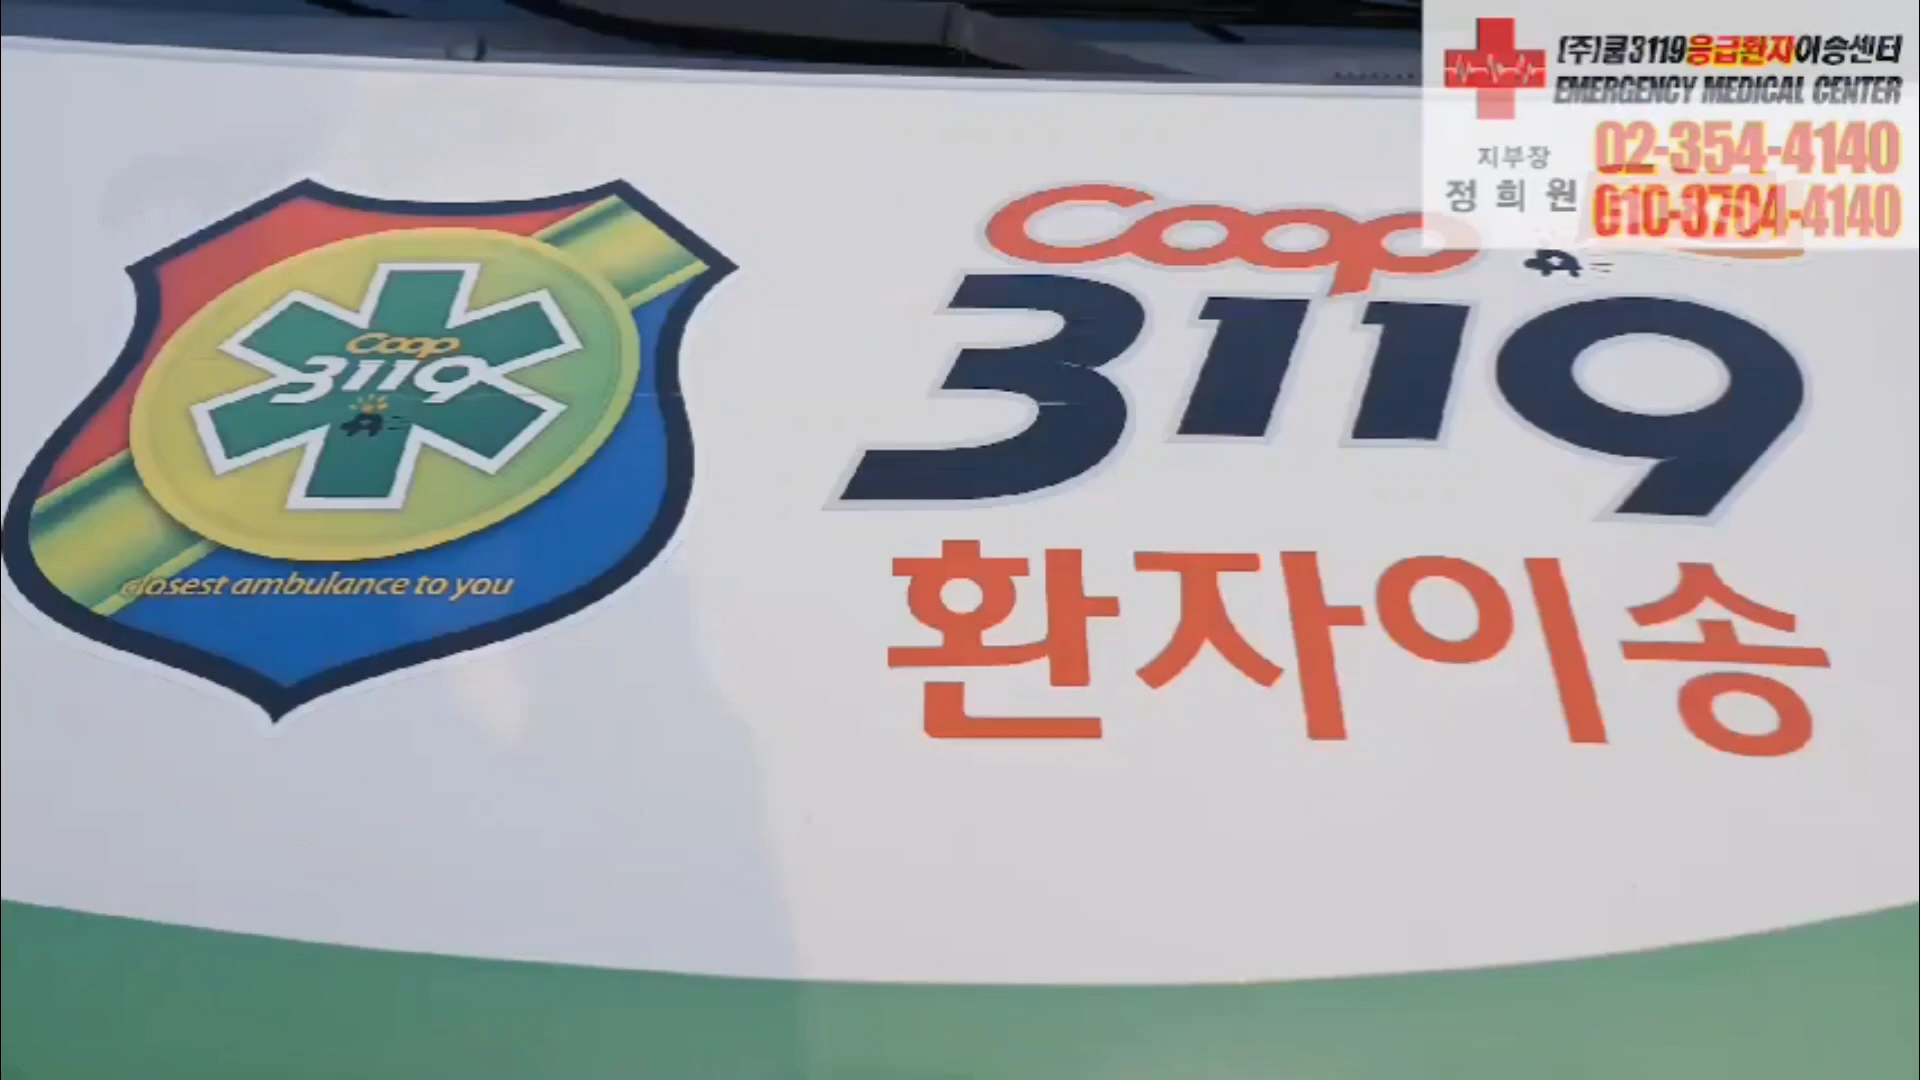 (주)쿱3119응급환자이송센터
EMERGENCY MEDICAL CENTER
지부장
정희원
02-354-4140
010-3704-4140
Coop
3119
환자이송
Coop
3119
closest ambulance to you